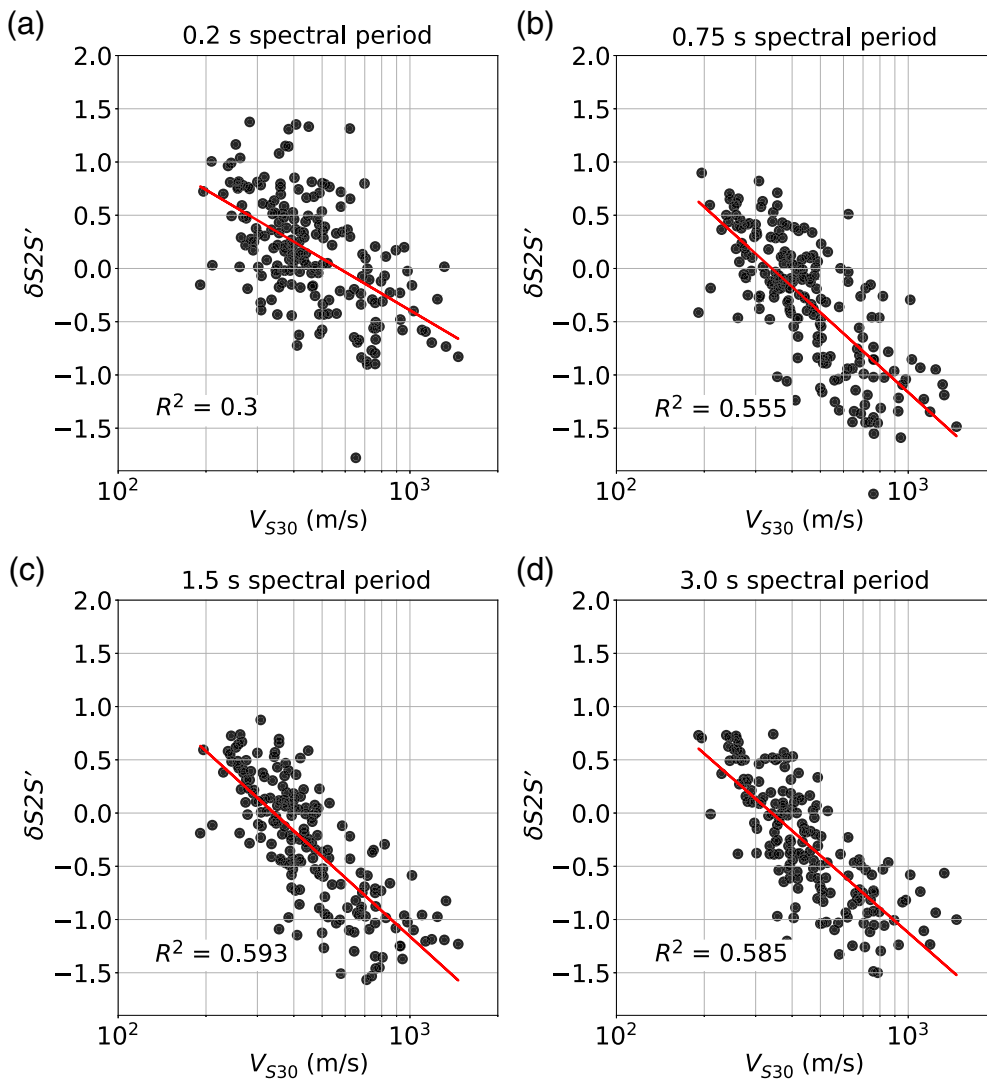 (a)
0.2 s spectral period
2.0
1.5
1.0
0.5
0.0
−0.5
−1.0
−1.5
δS2S′
R² = 0.3
10²
10³
V_S30 (m/s)
(b)
0.75 s spectral period
2.0
1.5
1.0
0.5
0.0
−0.5
−1.0
−1.5
δS2S′
R² = 0.555
10²
10³
V_S30 (m/s)
(c)
1.5 s spectral period
2.0
1.5
1.0
0.5
0.0
−0.5
−1.0
−1.5
δS2S′
R² = 0.593
10²
10³
V_S30 (m/s)
(d)
3.0 s spectral period
2.0
1.5
1.0
0.5
0.0
−0.5
−1.0
−1.5
δS2S′
R² = 0.585
10²
10³
V_S30 (m/s)